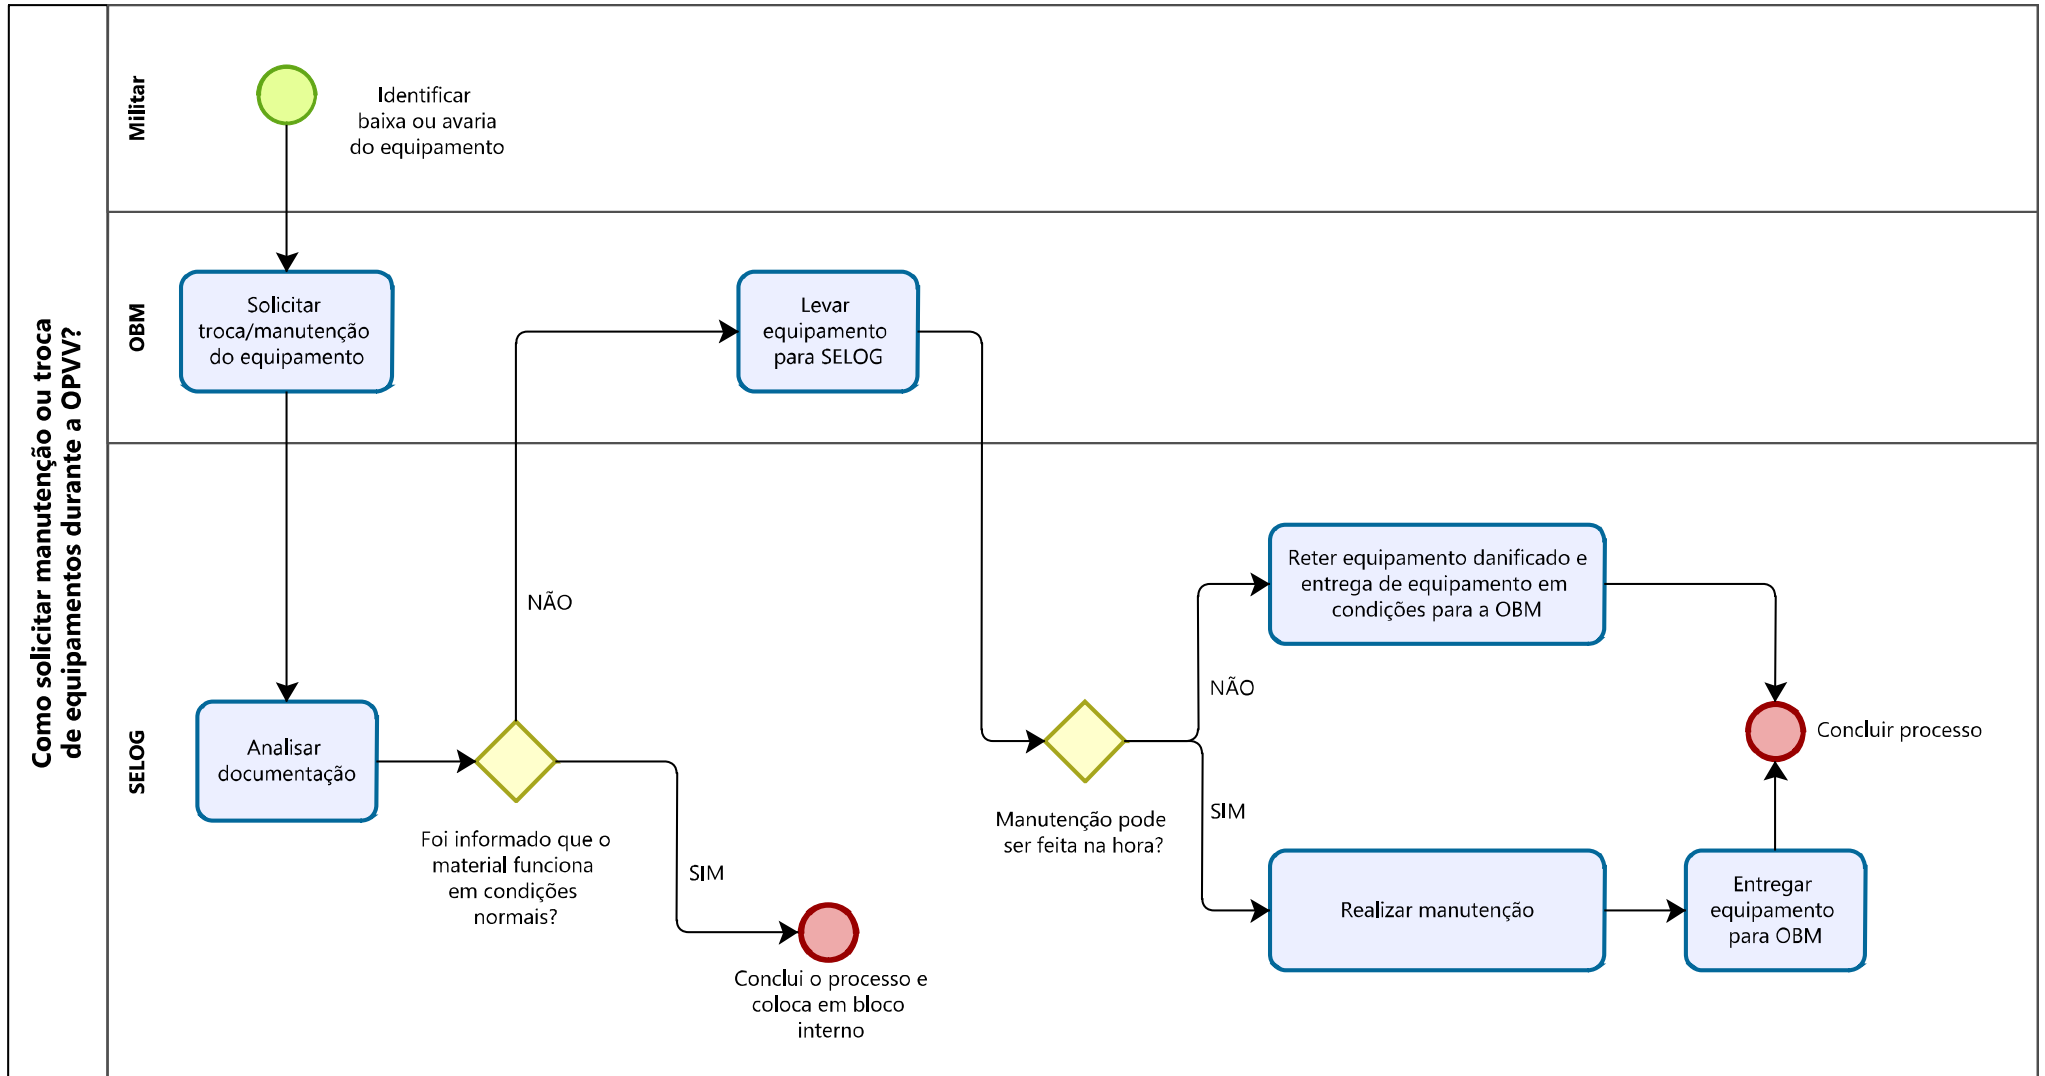 Como solicitar manutenção ou troca
de equipamentos durante a OPVV?
Militar
Identificar
baixa ou avaria
do equipamento
OBM
Solicitar
troca/manutenção
do equipamento
Levar
equipamento
para SELOG
SELOG
Analisar
documentação
NÃO
Foi informado que o
material funciona
em condições
normais?
SIM
Conclui o processo e
coloca em bloco
interno
Manutenção pode
ser feita na hora?
NÃO
Reter equipamento danificado e
entrega de equipamento em
condições para a OBM
SIM
Realizar manutenção
Entregar
equipamento
para OBM
Concluir processo